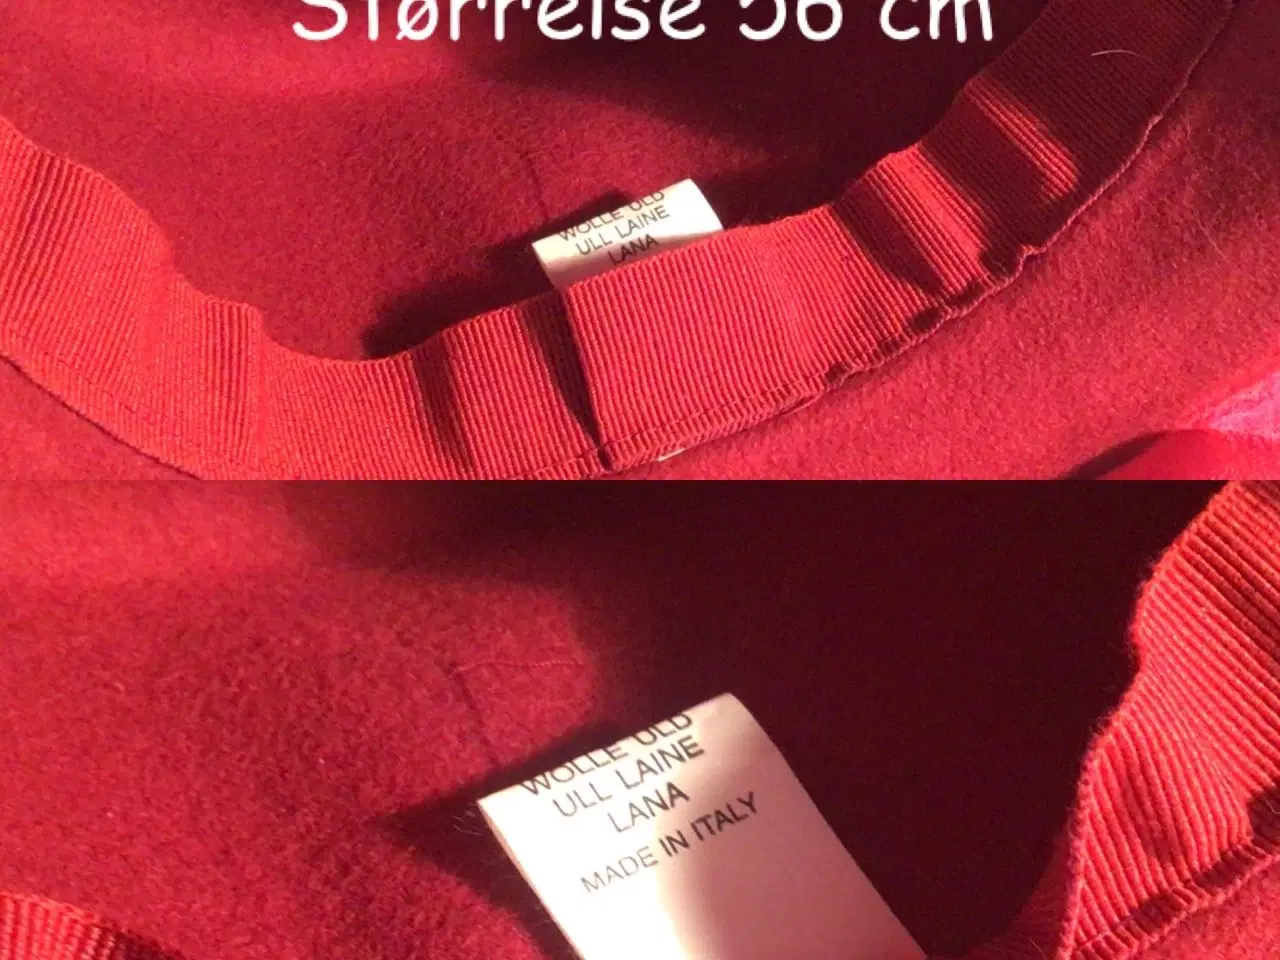 Størrelse 56 cm
WOLLE ULD
ULL LAINE
LANA
WOLLE ULD
ULL LAINE
LANA
MADE IN ITALY